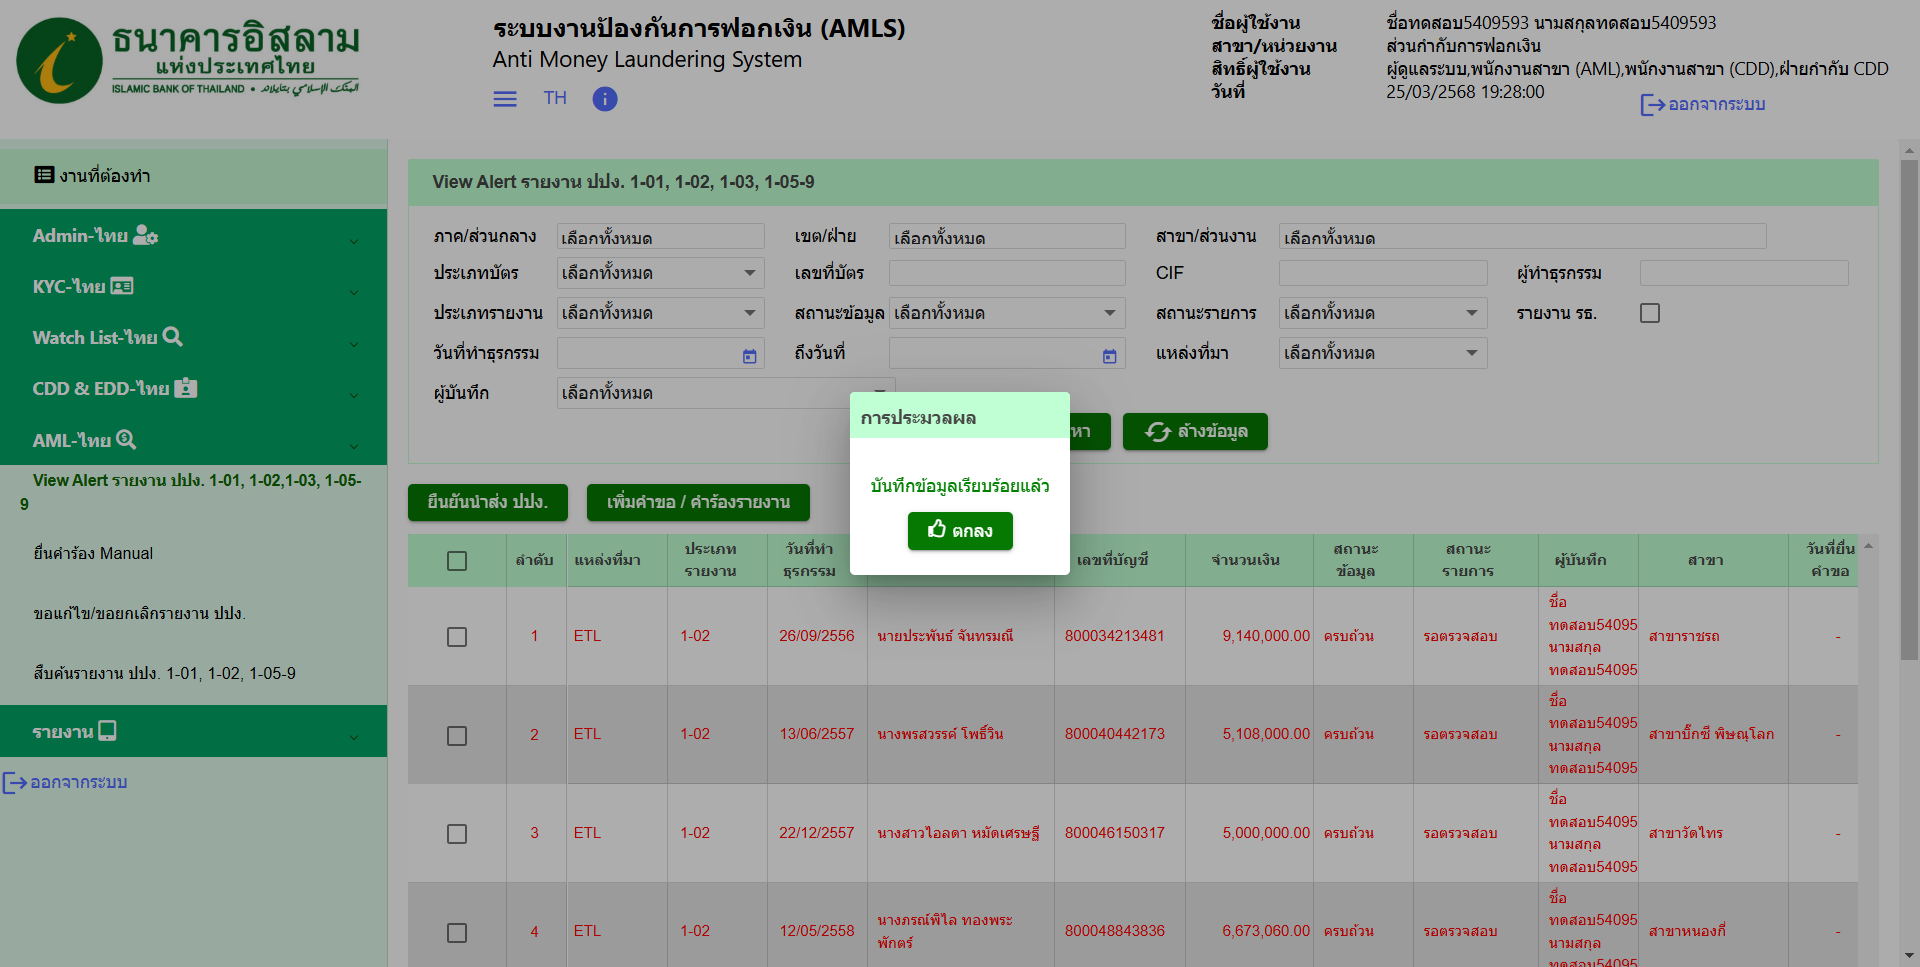 ธนาคารอิสลาม
แห่งประเทศไทย
ISLAMIC BANK OF THAILAND •
ระบบงานป้องกันการฟอกเงิน (AMLS)
Anti Money Laundering System
TH
ชื่อผู้ใช้งาน ชื่อทดสอบ5409593 นามสกุลทดสอบ5409593
สาขา/หน่วยงาน ส่วนกำกับการฟอกเงิน
สิทธิ์ผู้ใช้งาน ผู้ดูแลระบบ,พนักงานสาขา (AML),พนักงานสาขา (CDD),ฝ่ายกำกับ CDD
วันที่ 25/03/2568 19:28:00
ออกจากระบบ
งานที่ต้องทำ
Admin-ไทย
KYC-ไทย
Watch List-ไทย
CDD & EDD-ไทย
AML-ไทย
View Alert รายงาน ปปง. 1-01, 1-02,1-03, 1-05-
9
ยื่นคำร้อง Manual
ขอแก้ไข/ขอยกเลิกรายงาน ปปง.
สืบค้นรายงาน ปปง. 1-01, 1-02, 1-05-9
รายงาน
ออกจากระบบ
View Alert รายงาน ปปง. 1-01, 1-02, 1-03, 1-05-9
ภาค/ส่วนกลาง เลือกทั้งหมด เขต/ฝ่าย เลือกทั้งหมด สาขา/ส่วนงาน เลือกทั้งหมด
ประเภทบัตร เลือกทั้งหมด เลขที่บัตร CIF ผู้ทำธุรกรรม
ประเภทรายงาน เลือกทั้งหมด สถานะข้อมูล เลือกทั้งหมด สถานะรายการ เลือกทั้งหมด รายงาน รธ.
วันที่ทำธุรกรรม ถึงวันที่ แหล่งที่มา เลือกทั้งหมด
ผู้บันทึก เลือกทั้งหมด
หา ล้างข้อมูล
การประมวลผล
บันทึกข้อมูลเรียบร้อยแล้ว
ตกลง
ยืนยันนำส่ง ปปง. เพิ่มคำขอ / คำร้องรายงาน
ลำดับ แหล่งที่มา ประเภท รายงาน วันที่ทำ ธุรกรรม เลขที่บัญชี จำนวนเงิน สถานะ ข้อมูล สถานะ รายการ ผู้บันทึก สาขา วันที่ยื่น คำขอ
1 ETL 1-02 26/09/2556 นายประพันธ์ จันทรมณี 800034213481 9,140,000.00 ครบถ้วน รอตรวจสอบ ชื่อ ทดสอบ54095 นามสกุล ทดสอบ54095 สาขาราชรถ -
2 ETL 1-02 13/06/2557 นางพรสวรรค์ โพธิ์วิน 800040442173 5,108,000.00 ครบถ้วน รอตรวจสอบ ชื่อ ทดสอบ54095 นามสกุล ทดสอบ54095 สาขาบิ๊กซี พิษณุโลก -
3 ETL 1-02 22/12/2557 นางสาวไอลดา หมัดเศรษฐี 800046150317 5,000,000.00 ครบถ้วน รอตรวจสอบ ชื่อ ทดสอบ54095 นามสกุล ทดสอบ54095 สาขาวัดไทร -
4 ETL 1-02 12/05/2558 นางภรณ์พิไล ทองพระ พักตร์ 800048843836 6,673,060.00 ครบถ้วน รอตรวจสอบ ชื่อ ทดสอบ54095 นามสกุล ทดสอบ54095 สาขาหนองกี่ -